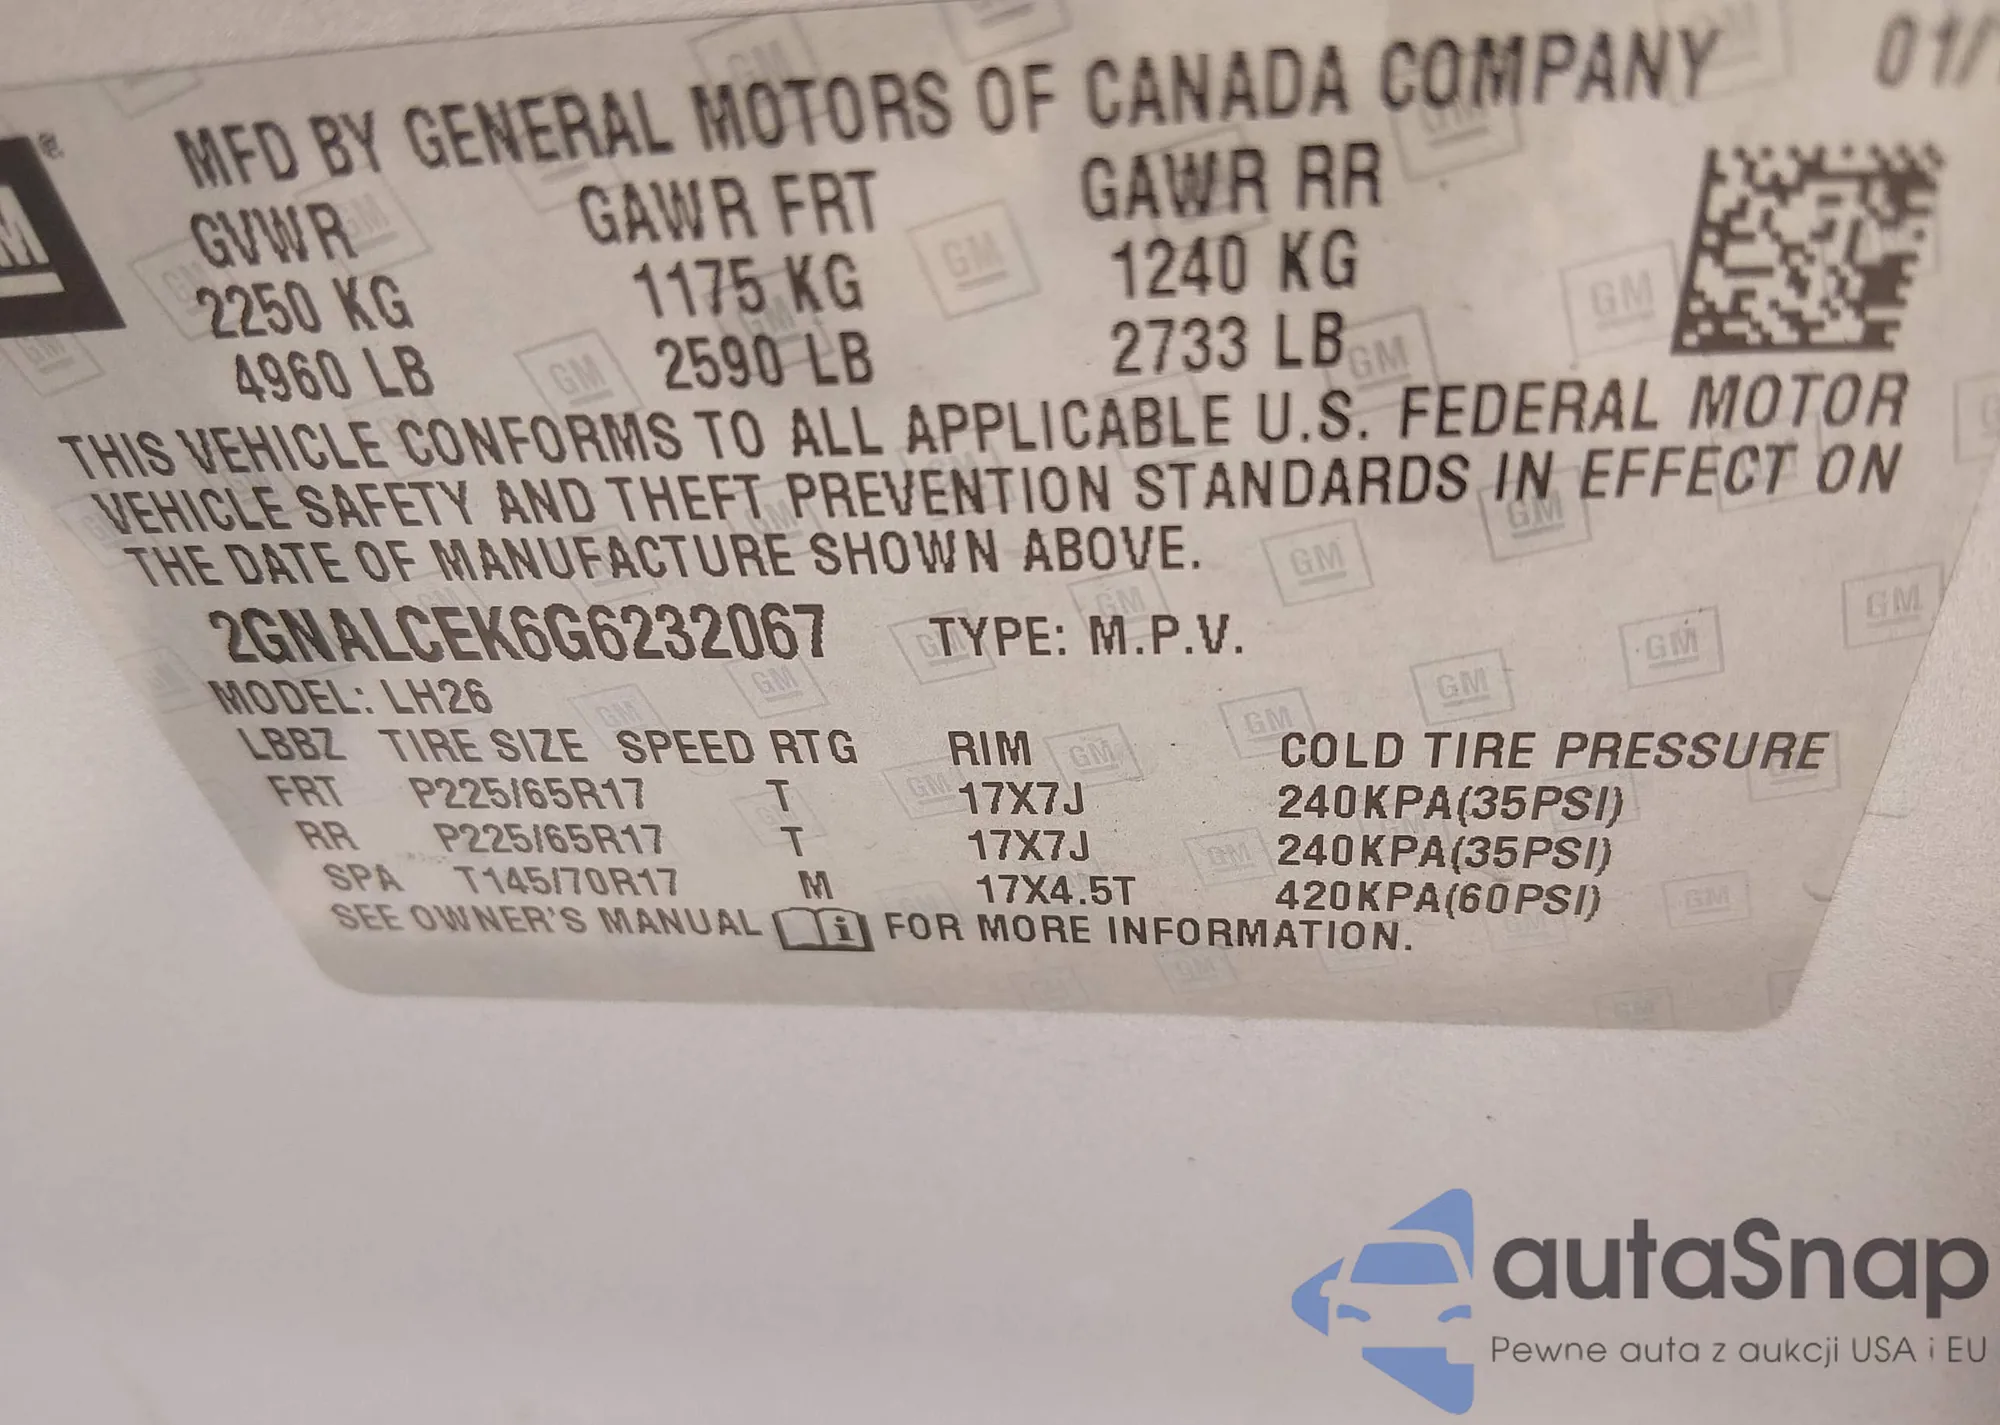 MFD BY GENERAL MOTORS OF CANADA COMPANY 01/
GVWR GAWR FRT GAWR RR
2250 KG 1175 KG 1240 KG
4960 LB 2590 LB 2733 LB
THIS VEHICLE CONFORMS TO ALL APPLICABLE U.S. FEDERAL MOTOR
VEHICLE SAFETY AND THEFT PREVENTION STANDARDS IN EFFECT ON
THE DATE OF MANUFACTURE SHOWN ABOVE.
2GNALCEK6G6232067 TYPE: M.P.V.
MODEL: LH26
LBBZ TIRE SIZE SPEED RTG RIM COLD TIRE PRESSURE
FRT P225/65R17 T 17X7J 240KPA(35PSI)
RR P225/65R17 T 17X7J 240KPA(35PSI)
SPA T145/70R17 M 17X4.5T 420KPA(60PSI)
SEE OWNER'S MANUAL i FOR MORE INFORMATION.
autaSnap
Pewne auta z aukcji USA i EU